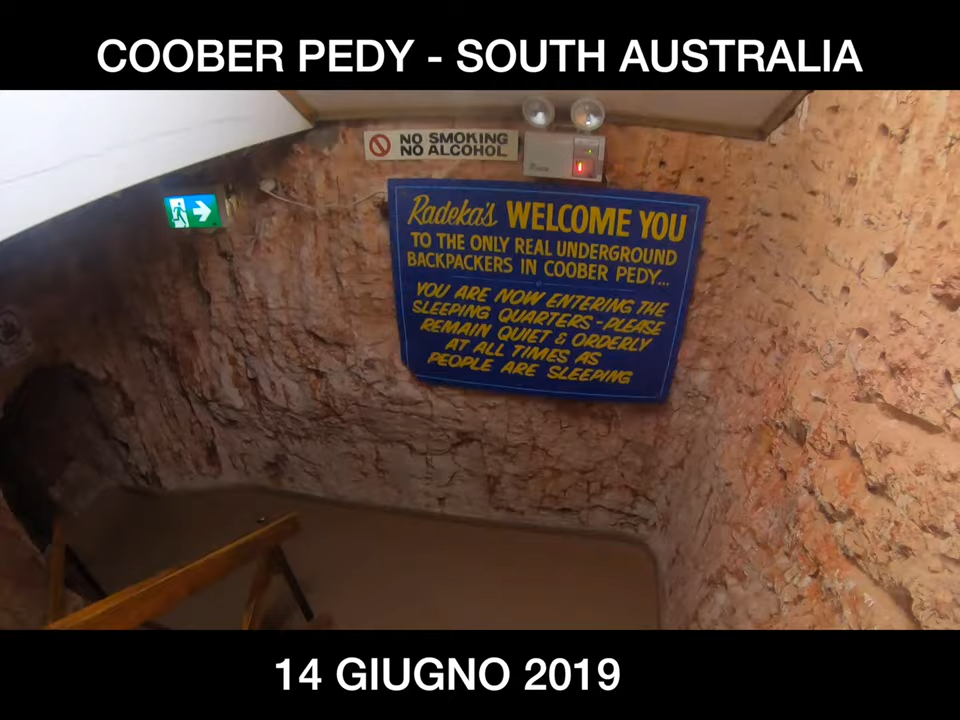 COOBER PEDY - SOUTH AUSTRALIA
NO SMOKING
NO ALCOHOL
Radeka's WELCOME YOU
TO THE ONLY REAL UNDERGROUND
BACKPACKERS IN COOBER PEDY...
YOU ARE NOW ENTERING THE
SLEEPING QUARTERS - PLEASE
REMAIN QUIET & ORDERLY
AT ALL TIMES AS
PEOPLE ARE SLEEPING
14 GIUGNO 2019